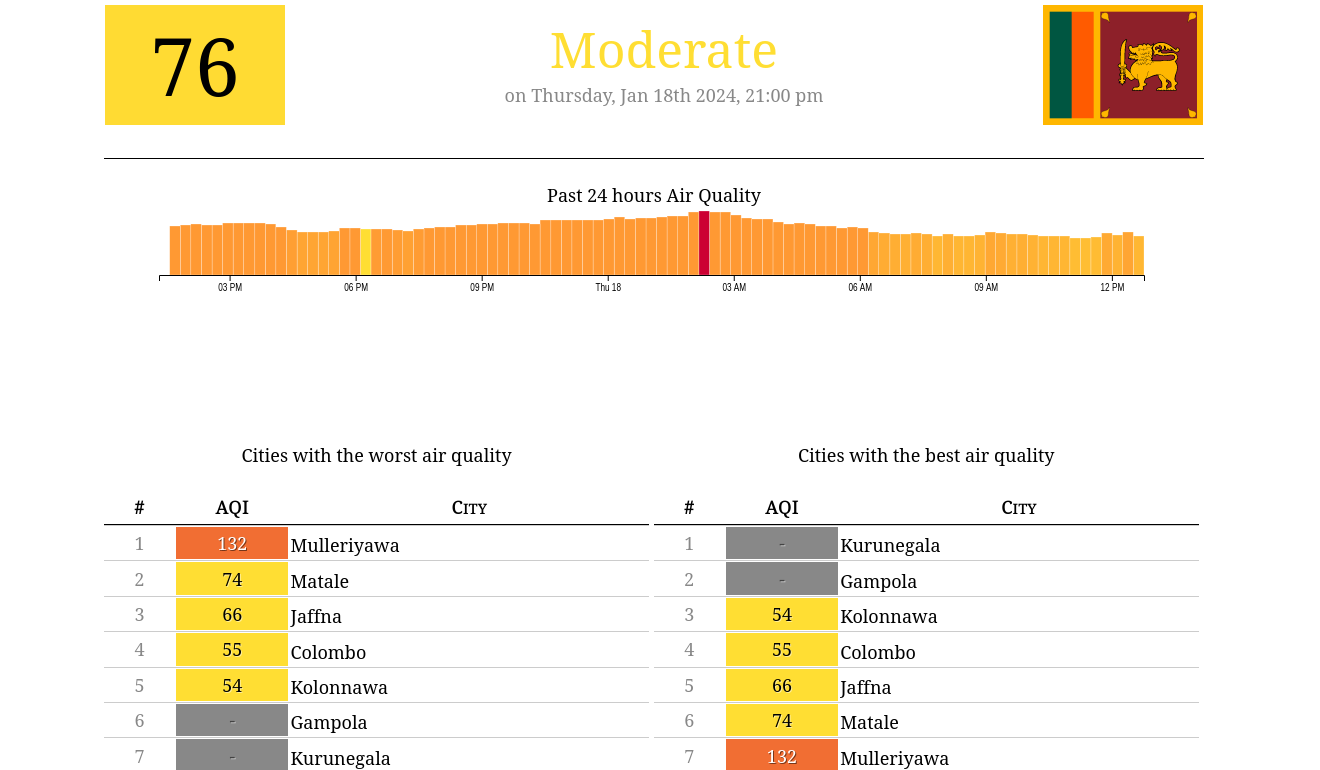 76
Moderate
on Thursday, Jan 18th 2024, 21:00 pm
Past 24 hours Air Quality
03 PM 06 PM 09 PM Thu 18 03 AM 06 AM 09 AM 12 PM
Cities with the worst air quality
# AQI City
1 132 Mulleriyawa
2 74 Matale
3 66 Jaffna
4 55 Colombo
5 54 Kolonnawa
6 - Gampola
7 - Kurunegala
Cities with the best air quality
# AQI City
1 - Kurunegala
2 - Gampola
3 54 Kolonnawa
4 55 Colombo
5 66 Jaffna
6 74 Matale
7 132 Mulleriyawa